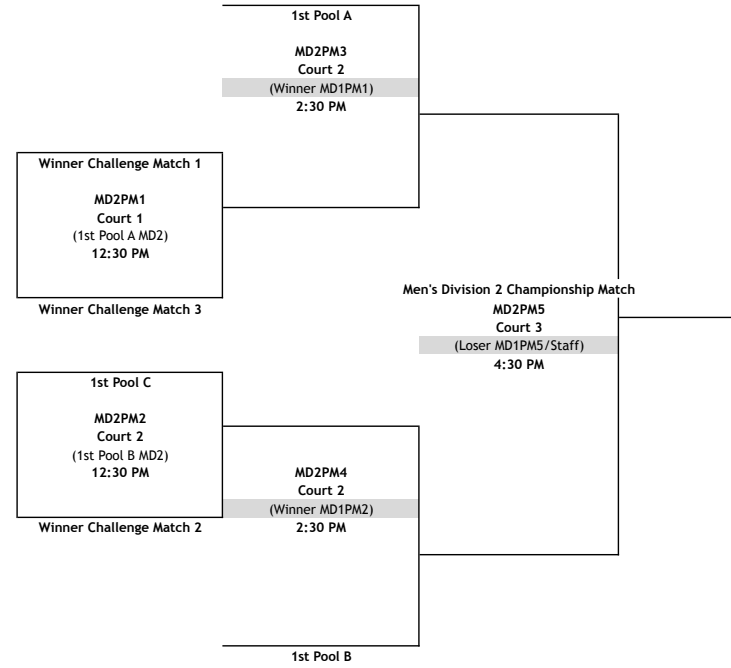 1st Pool A
MD2PM3
Court 2
(Winner MD1PM1)
2:30 PM
Winner Challenge Match 1
MD2PM1
Court 1
(1st Pool A MD2)
12:30 PM
Winner Challenge Match 3
Men's Division 2 Championship Match
MD2PM5
Court 3
(Loser MD1PM5/Staff)
4:30 PM
1st Pool C
MD2PM2
Court 2
(1st Pool B MD2)
12:30 PM
Winner Challenge Match 2
MD2PM4
Court 2
(Winner MD1PM2)
2:30 PM
1st Pool B